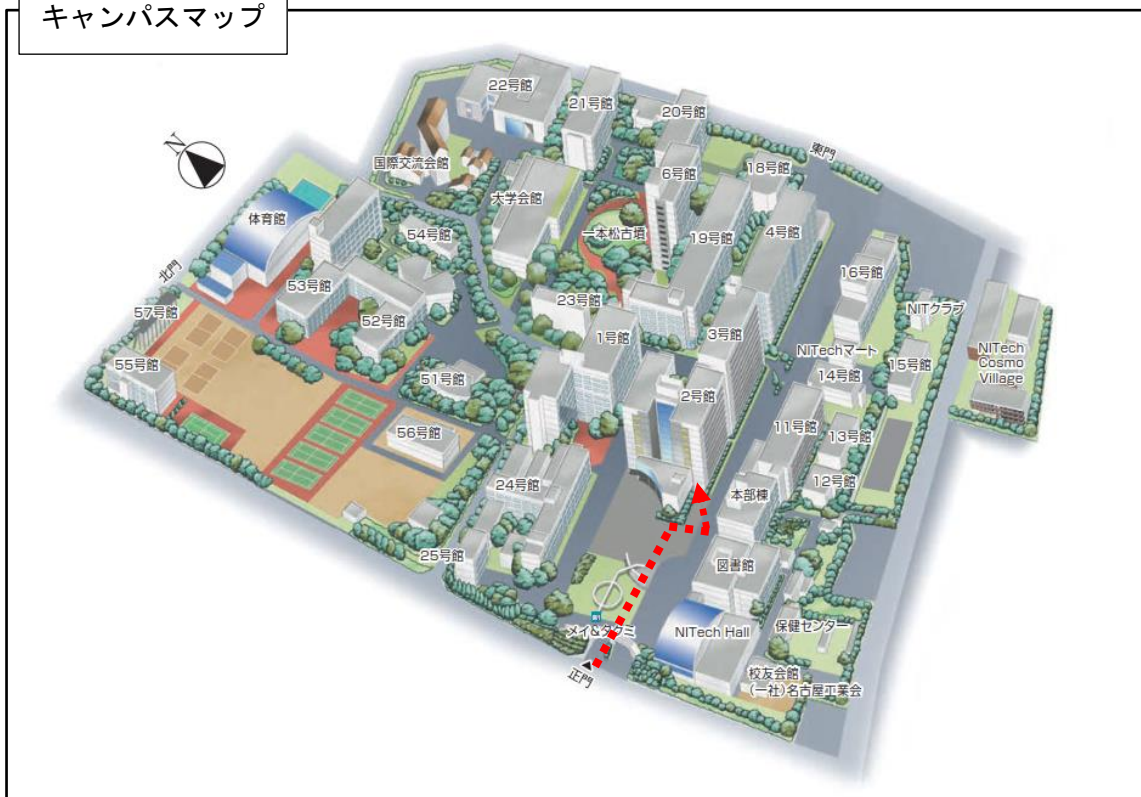 キャンパスマップ
22号館
21号館
20号館
東門
N
国際交流会館
6号館
18号館
大学会館
体育館
54号館
一本松古墳
19号館
4号館
北門
16号館
53号館
57号館
23号館
NITクラブ
52号館
1号館
3号館
NITechマート
NITech
Cosmo
Village
55号館
51号館
14号館
15号館
2号館
56号館
11号館
13号館
24号館
本部棟
12号館
25号館
図書館
メイ&タクミ
NITech Hall
保健センター
正門
校友会館
(一社)名古屋工業会